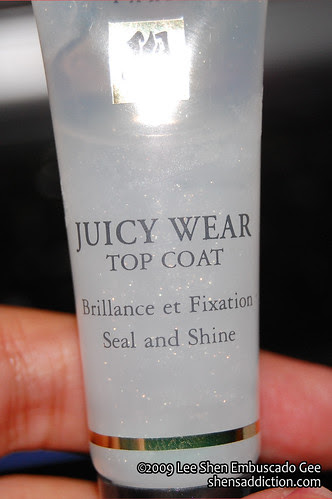 JUICY WEAR
TOP COAT
Brillance et Fixation
Seal and Shine
©2009 Lee Shen Embuscado Gee
shensaddiction.com